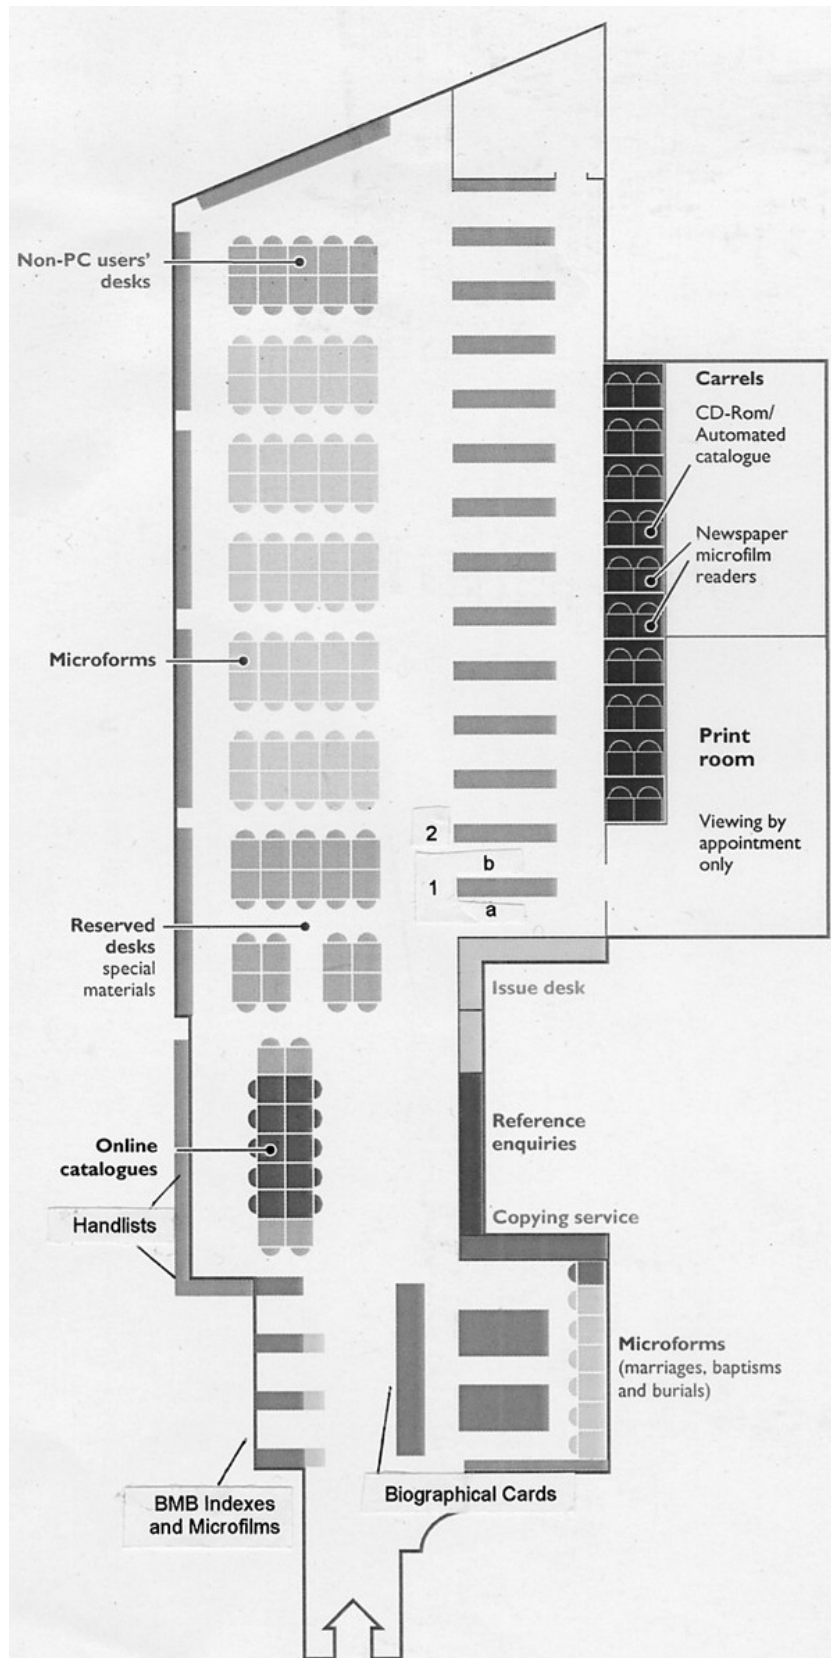 Non-PC users'
desks
Carrels
CD-Rom/
Automated
catalogue
Newspaper
microfilm
readers
Microforms
Print
room
Viewing by
appointment
only
2
b
1
a
Reserved
desks
special
materials
Issue desk
Online
catalogues
Reference
enquiries
Handlists
Copying service
Microforms
(marriages, baptisms
and burials)
BMB Indexes
and Microfilms
Biographical Cards